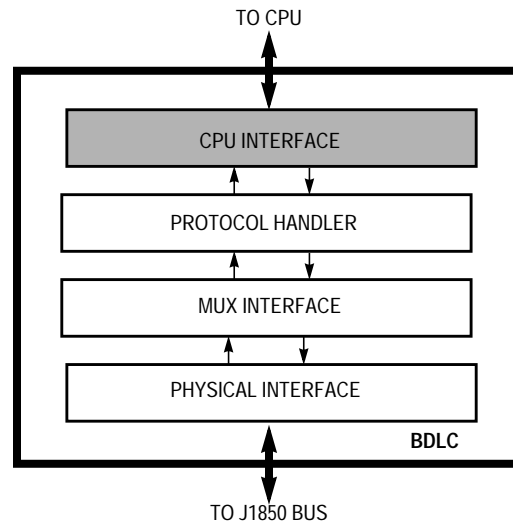 TO CPU
CPU INTERFACE
PROTOCOL HANDLER
MUX INTERFACE
PHYSICAL INTERFACE
BDLC
TO J1850 BUS